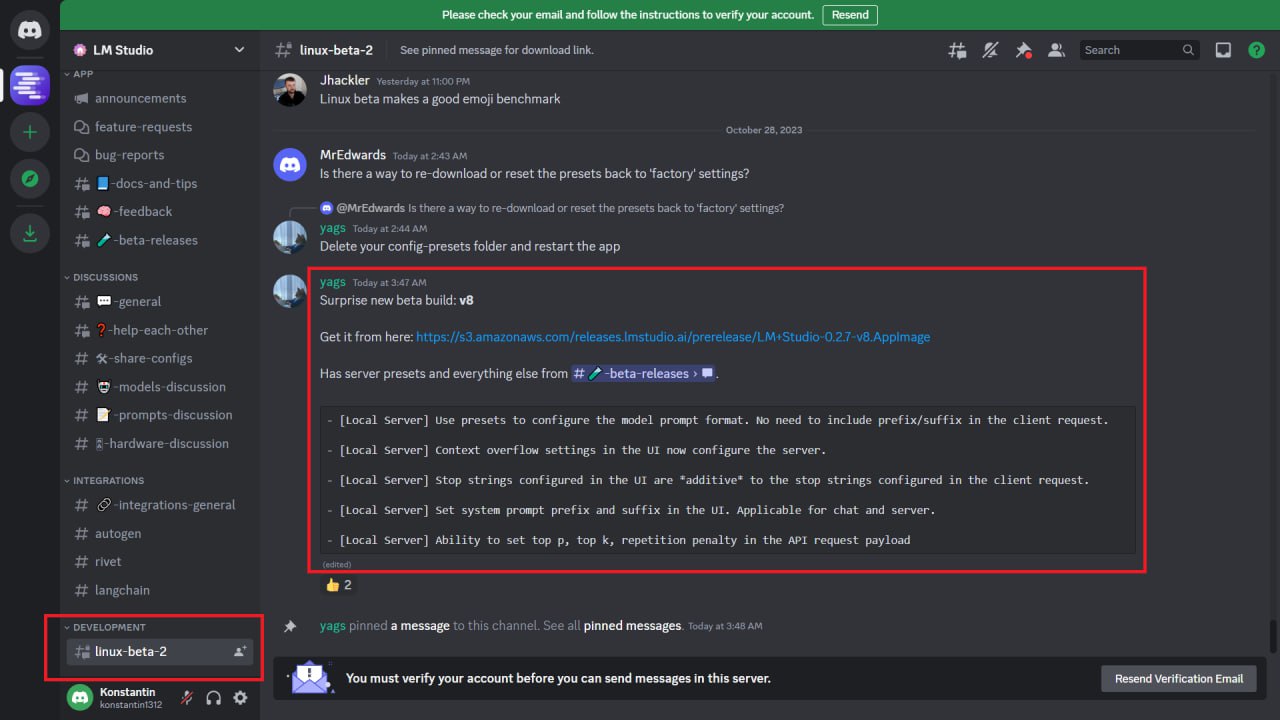 Please check your email and follow the instructions to verify your account. Resend
LM Studio
APP
announcements
feature-requests
bug-reports
-docs-and-tips
-feedback
-beta-releases
DISCUSSIONS
-general
-help-each-other
-share-configs
-models-discussion
-prompts-discussion
-hardware-discussion
INTEGRATIONS
-integrations-general
autogen
rivet
langchain
DEVELOPMENT
linux-beta-2
Konstantin
konstantin1312
linux-beta-2 See pinned message for download link. Search
Jhackler Yesterday at 11:00 PM
Linux beta makes a good emoji benchmark
October 28, 2023
MrEdwards Today at 2:43 AM
Is there a way to re-download or reset the presets back to 'factory' settings?
@MrEdwards Is there a way to re-download or reset the presets back to 'factory' settings?
yags Today at 2:44 AM
Delete your config-presets folder and restart the app
yags Today at 3:47 AM
Surprise new beta build: v8
Get it from here: https://s3.amazonaws.com/releases.lmstudio.ai/prerelease/LM+Studio-0.2.7-v8.AppImage
Has server presets and everything else from # -beta-releases › .
- [Local Server] Use presets to configure the model prompt format. No need to include prefix/suffix in the client request.
- [Local Server] Context overflow settings in the UI now configure the server.
- [Local Server] Stop strings configured in the UI are *additive* to the stop strings configured in the client request.
- [Local Server] Set system prompt prefix and suffix in the UI. Applicable for chat and server.
- [Local Server] Ability to set top p, top k, repetition penalty in the API request payload
(edited)
2
yags pinned a message to this channel. See all pinned messages. Today at 3:48 AM
You must verify your account before you can send messages in this server.
Resend Verification Email